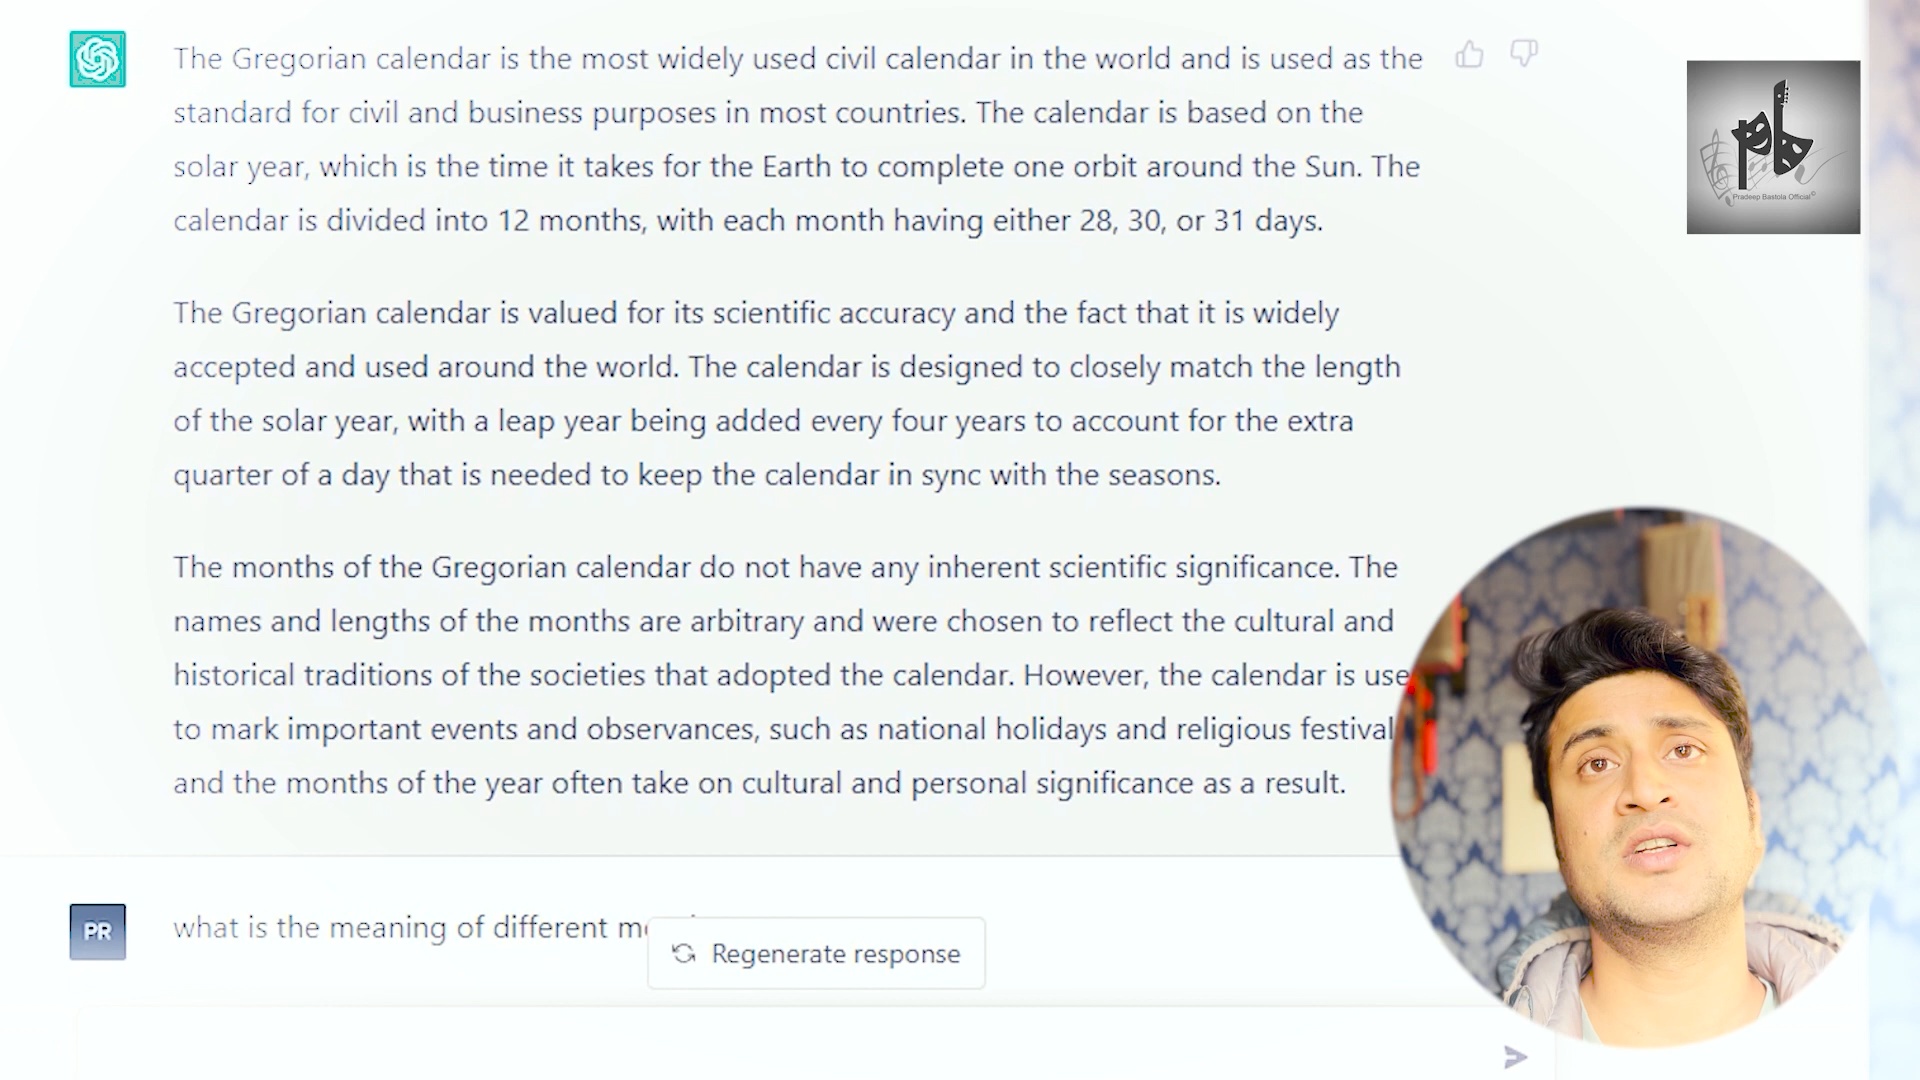 The Gregorian calendar is the most widely used civil calendar in the world and is used as the
standard for civil and business purposes in most countries. The calendar is based on the
solar year, which is the time it takes for the Earth to complete one orbit around the Sun. The
calendar is divided into 12 months, with each month having either 28, 30, or 31 days.
pb
Pradeep Bastola Official
The Gregorian calendar is valued for its scientific accuracy and the fact that it is widely
accepted and used around the world. The calendar is designed to closely match the length
of the solar year, with a leap year being added every four years to account for the extra
quarter of a day that is needed to keep the calendar in sync with the seasons.
The months of the Gregorian calendar do not have any inherent scientific significance. The
names and lengths of the months are arbitrary and were chosen to reflect the cultural and
historical traditions of the societies that adopted the calendar. However, the calendar is use
to mark important events and observances, such as national holidays and religious festival
and the months of the year often take on cultural and personal significance as a result.
PR
what is the meaning of different
Regenerate response